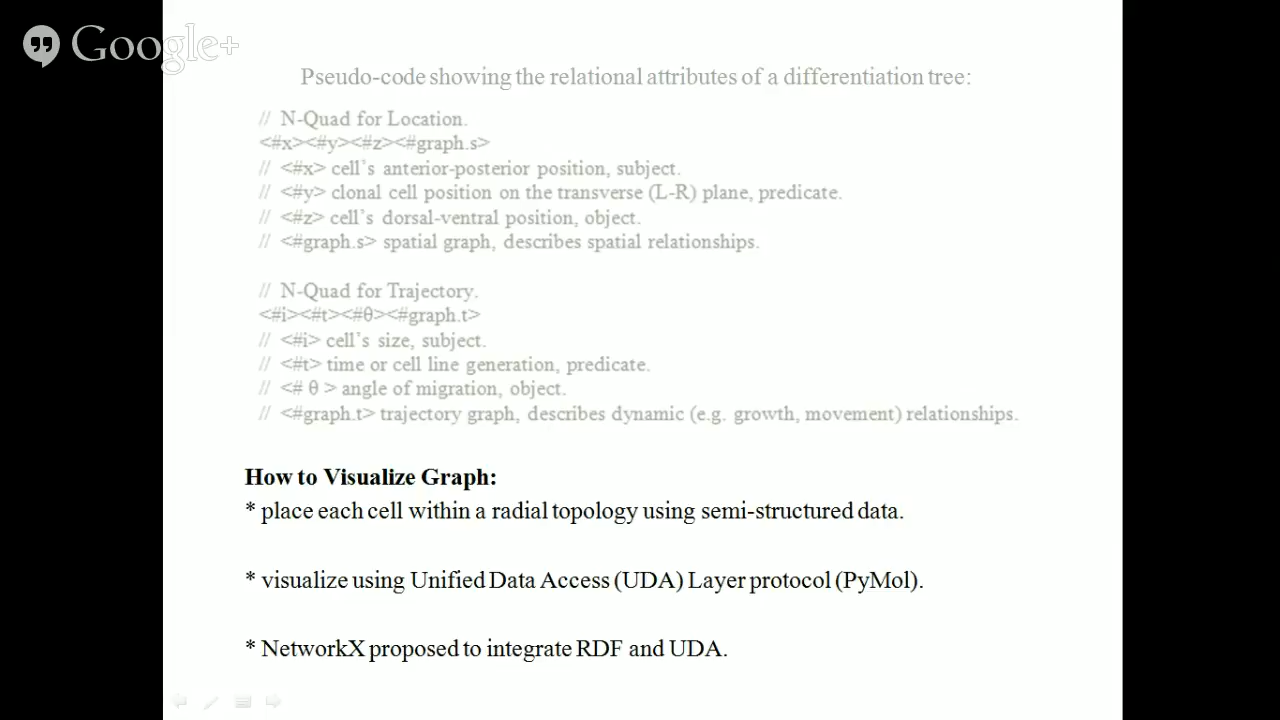 Google+
Pseudo-code showing the relational attributes of a differentiation tree:
// N-Quad for Location.
<#x><#y><#z><#graph.s>
// <#x> cell's anterior-posterior position, subject.
// <#y> clonal cell position on the transverse (L-R) plane, predicate.
// <#z> cell's dorsal-ventral position, object.
// <#graph.s> spatial graph, describes spatial relationships.
// N-Quad for Trajectory.
<#i><#t><#θ><#graph.t>
// <#i> cell's size, subject.
// <#t> time or cell line generation, predicate.
// <# θ > angle of migration, object.
// <#graph.t> trajectory graph, describes dynamic (e.g. growth, movement) relationships.
How to Visualize Graph:
* place each cell within a radial topology using semi-structured data.
* visualize using Unified Data Access (UDA) Layer protocol (PyMol).
* NetworkX proposed to integrate RDF and UDA.